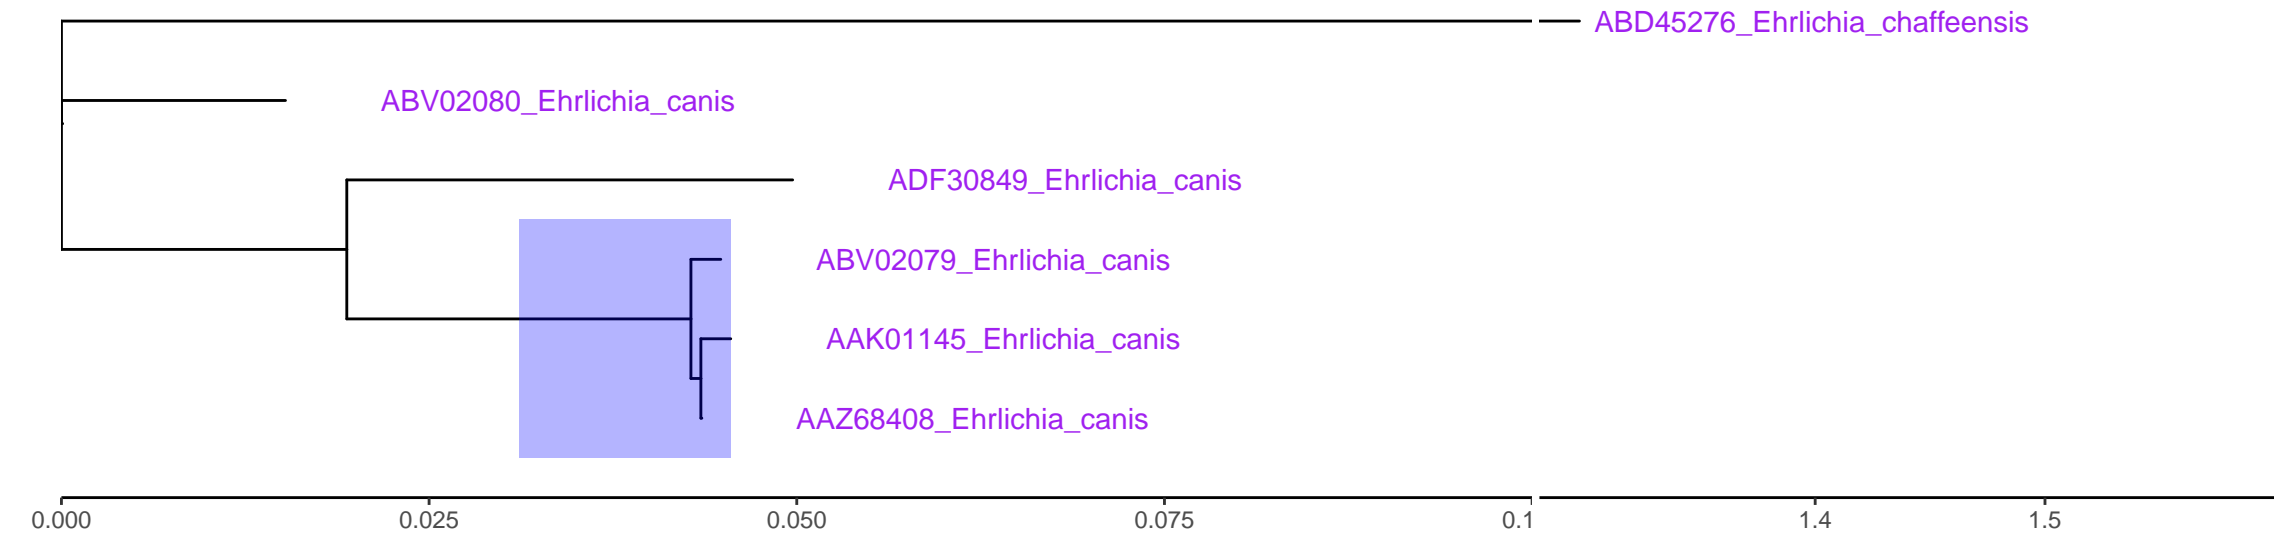 ABD45276_Ehrlichia_chaffeensis
ABV02080_Ehrlichia_canis
ADF30849_Ehrlichia_canis
ABV02079_Ehrlichia_canis
AAK01145_Ehrlichia_canis
AAZ68408_Ehrlichia_canis
0.000 0.025 0.050 0.075 0.1 1.4 1.5